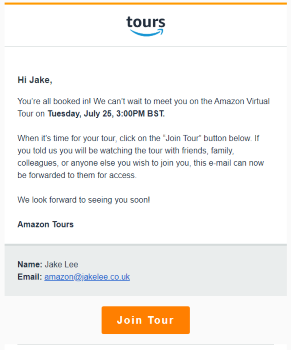 tours
Hi Jake,
You're all booked in! We can't wait to meet you on the Amazon Virtual
Tour on Tuesday, July 25, 3:00PM BST.
When it's time for your tour, click on the "Join Tour" button below. If
you told us you will be watching the tour with friends, family,
colleagues, or anyone else you wish to join you, this e-mail can now
be forwarded to them for access.
We look forward to seeing you soon!
Amazon Tours
Name: Jake Lee
Email: amazon@jakelee.co.uk
Join Tour